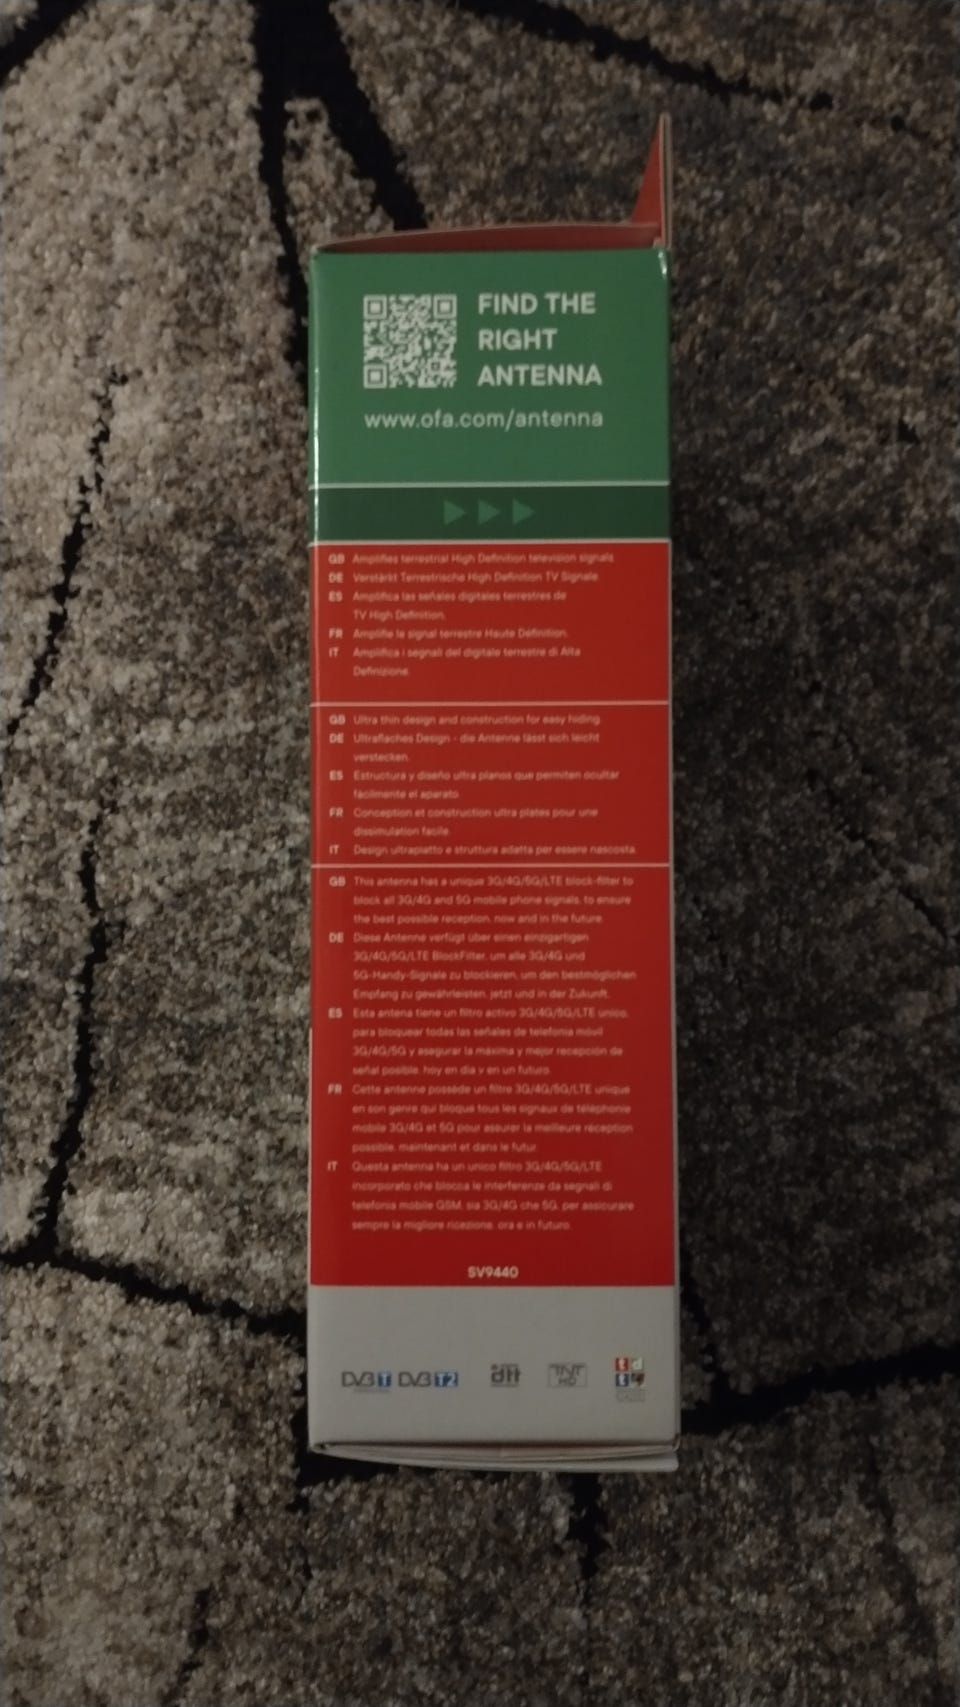 FIND THE
RIGHT
ANTENNA
www.ofa.com/antenna
GB Amplifies terrestrial High Definition television signals.
DE Verstärkt Terrestrische High Definition TV Signale.
ES Amplifica las señales digitales terrestres de
TV High Definition.
FR Amplifie le signal terrestre Haute Définition.
IT Amplifica i segnali del digitale terrestre di Alta
Definizione.
GB Ultra thin design and construction for easy hiding.
DE Ultraflaches Design - die Antenne lässt sich leicht
verstecken.
ES Estructura y diseño ultra planos que permiten ocultar
fácilmente el aparato.
FR Conception et construction ultra plates pour une
dissimulation facile.
IT Design ultrapiatto e struttura adatta per essere nascosta.
GB This antenna has a unique 3G/4G/5G/LTE block-filter to
block all 3G/4G and 5G mobile phone signals, to ensure
the best possible reception, now and in the future.
DE Diese Antenne verfügt über einen einzigartigen
3G/4G/5G/LTE BlockFilter, um alle 3G/4G und
5G-Handy-Signale zu blockieren, um den bestmöglichen
Empfang zu gewährleisten, jetzt und in der Zukunft.
ES Esta antena tiene un filtro activo 3G/4G/5G/LTE único,
para bloquear todas las señales de telefonía móvil
3G/4G/5G y asegurar la máxima y mejor recepción de
señal posible, hoy en día y en un futuro.
FR Cette antenne possède un filtre 3G/4G/5G/LTE unique
en son genre qui bloque tous les signaux de téléphonie
mobile 3G/4G et 5G pour assurer la meilleure réception
possible, maintenant et dans le futur.
IT Questa antenna ha un unico filtro 3G/4G/5G/LTE
incorporato che blocca le interferenze da segnali di
telefonia mobile GSM, sia 3G/4G che 5G, per assicurare
sempre la migliore ricezione, ora e in futuro.
SV9440
DVB T DVB T2 dtt TNT HD tdt